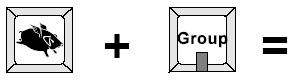 + Group =